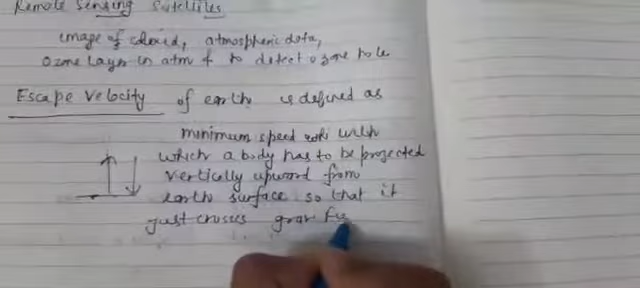 Remote Sensing Satellites
image of cloud, atmospheric data,
ozone layer in atm & to detect ozone hole
Escape Velocity of earth is defined as
minimum speed with
which a body has to be projected
vertically upward from
earth surface so that it
just crosses grav fie